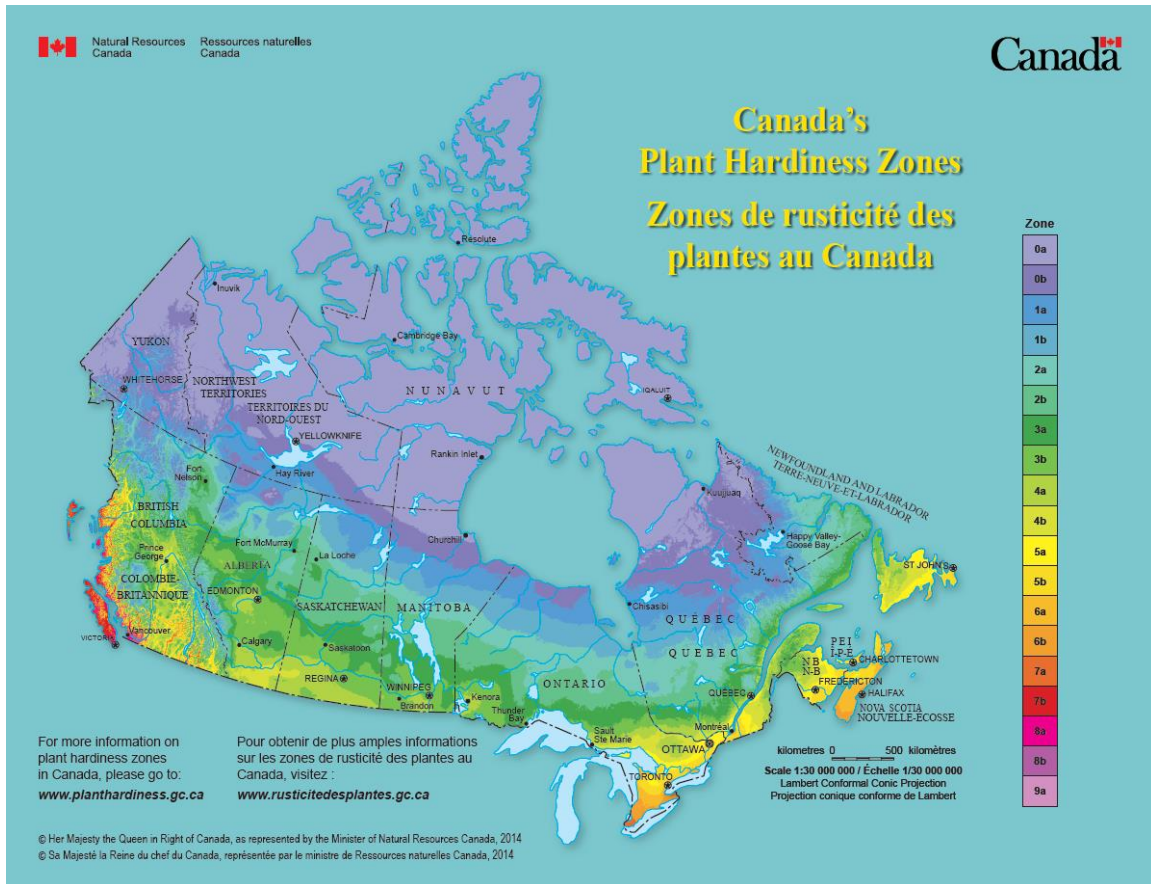 Natural Resources
Canada
Ressources naturelles
Canada
Canada
Canada's
Plant Hardiness Zones
Zones de rusticité des
plantes au Canada
Zone
0a
0b
1a
1b
2a
2b
3a
3b
4a
4b
5a
5b
6a
6b
7a
7b
8a
8b
9a
Resolute
Inuvik
Cambridge Bay
YUKON
WHITEHORSE
NORTHWEST
TERRITORIES
TERRITOIRES DU
NORD-OUEST
NUNAVUT
IQALUIT
YELLOWKNIFE
Rankin Inlet
Hay River
Fort
Nelson
Kuujjuaq
NEWFOUNDLAND AND LABRADOR
TERRE-NEUVE-ET-LABRADOR
BRITISH
COLUMBIA
Prince
George
COLOMBIE-
BRITANNIQUE
Fort McMurray
La Loche
Churchill
Happy Valley-
Goose Bay
ALBERTA
EDMONTON
ST JOHN'S
SASKATCHEWAN
MANITOBA
Chisasibi
QUÉBEC
QUEBEC
VICTORIA
Vancouver
Calgary
Saskatoon
REGINA
WINNIPEG
Brandon
Kenora
ONTARIO
Thunder
Bay
Sault
Ste Marie
QUÉBEC
Montréal
OTTAWA
TORONTO
PEI
I-P-É
CHARLOTTETOWN
NB
N-B
FREDERICTON
HALIFAX
NOVA SCOTIA
NOUVELLE-ÉCOSSE
For more information on
plant hardiness zones
in Canada, please go to:
www.planthardiness.gc.ca
Pour obtenir de plus amples informations
sur les zones de rusticité des plantes au
Canada, visitez :
www.rusticitedesplantes.gc.ca
kilometres 0 500 kilomètres
Scale 1:30 000 000 / Échelle 1/30 000 000
Lambert Conformal Conic Projection
Projection conique conforme de Lambert
© Her Majesty the Queen in Right of Canada, as represented by the Minister of Natural Resources Canada, 2014
© Sa Majesté la Reine du chef du Canada, représentée par le ministre de Ressources naturelles Canada, 2014